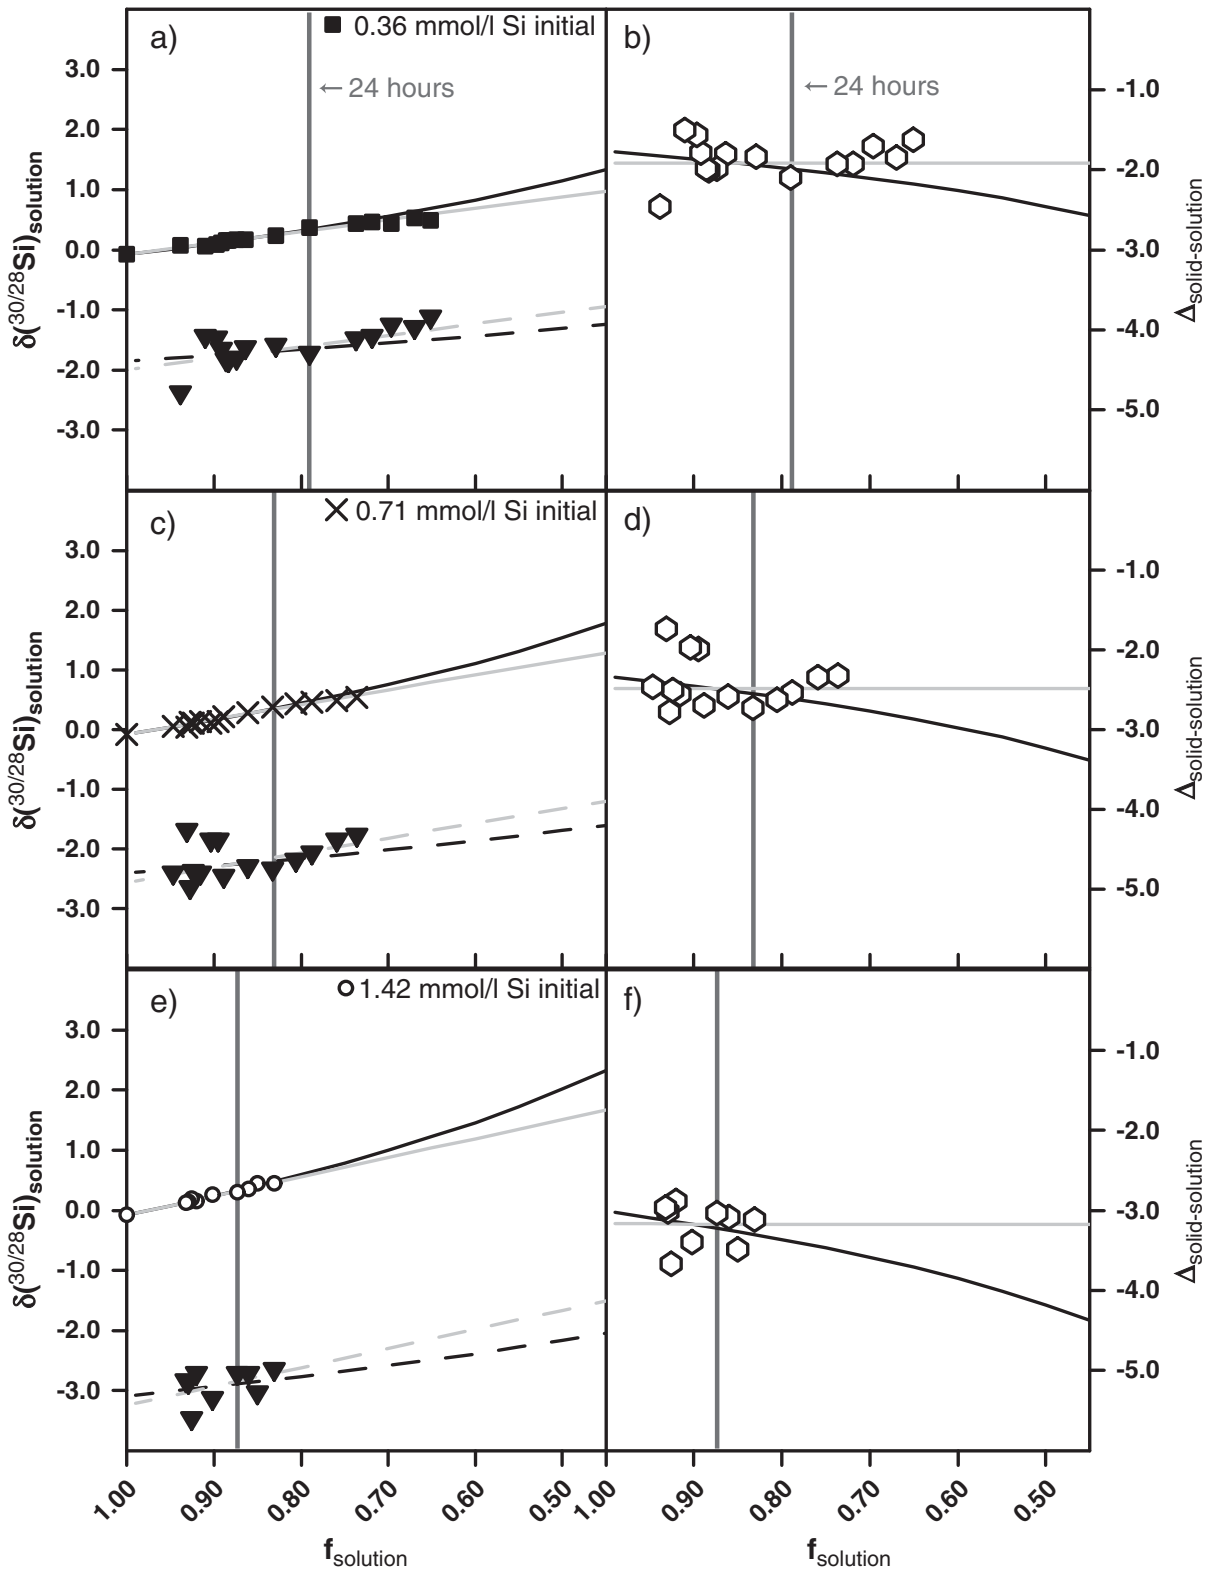 a)
0.36 mmol/l Si initial
← 24 hours
3.0
2.0
1.0
0.0
-1.0
-2.0
-3.0
δ(30/28Si)solution
b)
← 24 hours
-1.0
-2.0
-3.0
-4.0
-5.0
Δsolid-solution
c)
0.71 mmol/l Si initial
3.0
2.0
1.0
0.0
-1.0
-2.0
-3.0
δ(30/28Si)solution
d)
-1.0
-2.0
-3.0
-4.0
-5.0
Δsolid-solution
e)
1.42 mmol/l Si initial
3.0
2.0
1.0
0.0
-1.0
-2.0
-3.0
δ(30/28Si)solution
f)
-1.0
-2.0
-3.0
-4.0
-5.0
Δsolid-solution
1.00 0.90 0.80 0.70 0.60 0.50 1.00 0.90 0.80 0.70 0.60 0.50
fsolution
fsolution